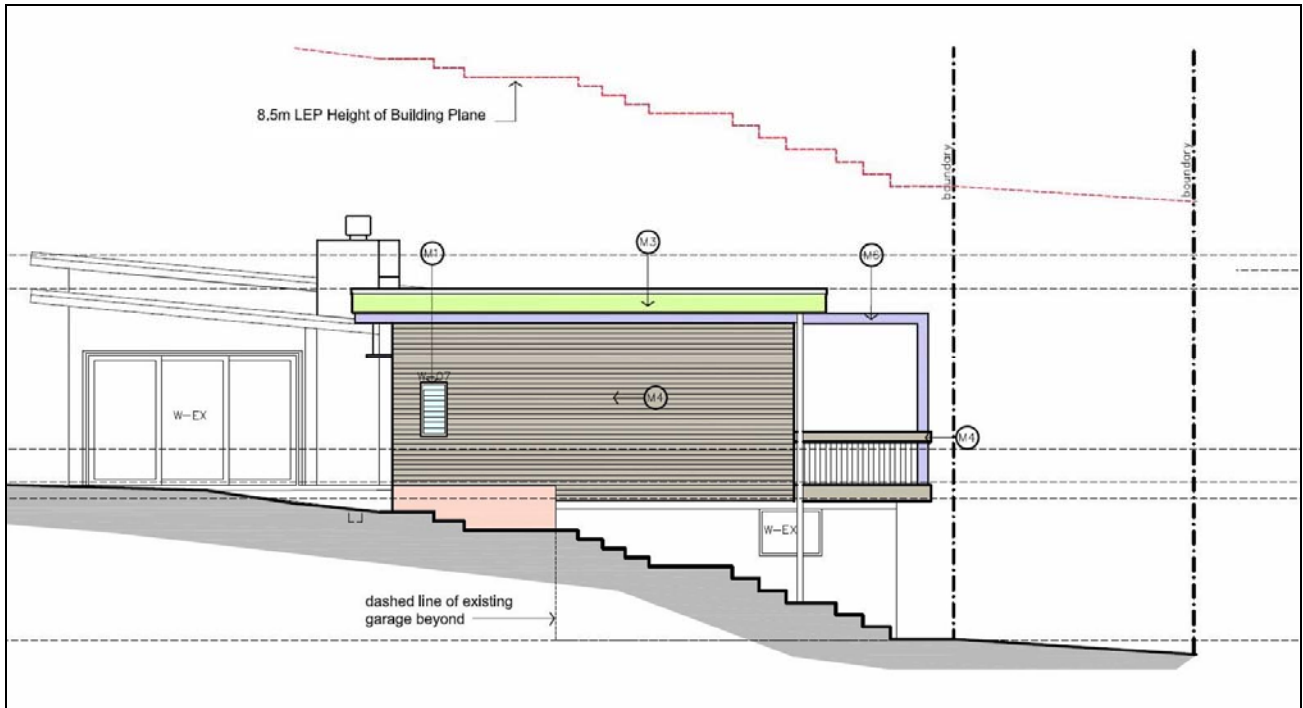 8.5m LEP Height of Building Plane
boundary
boundary
M1
M3
M6
W-07
M4
W-EX
M4
W-EX
dashed line of existing
garage beyond